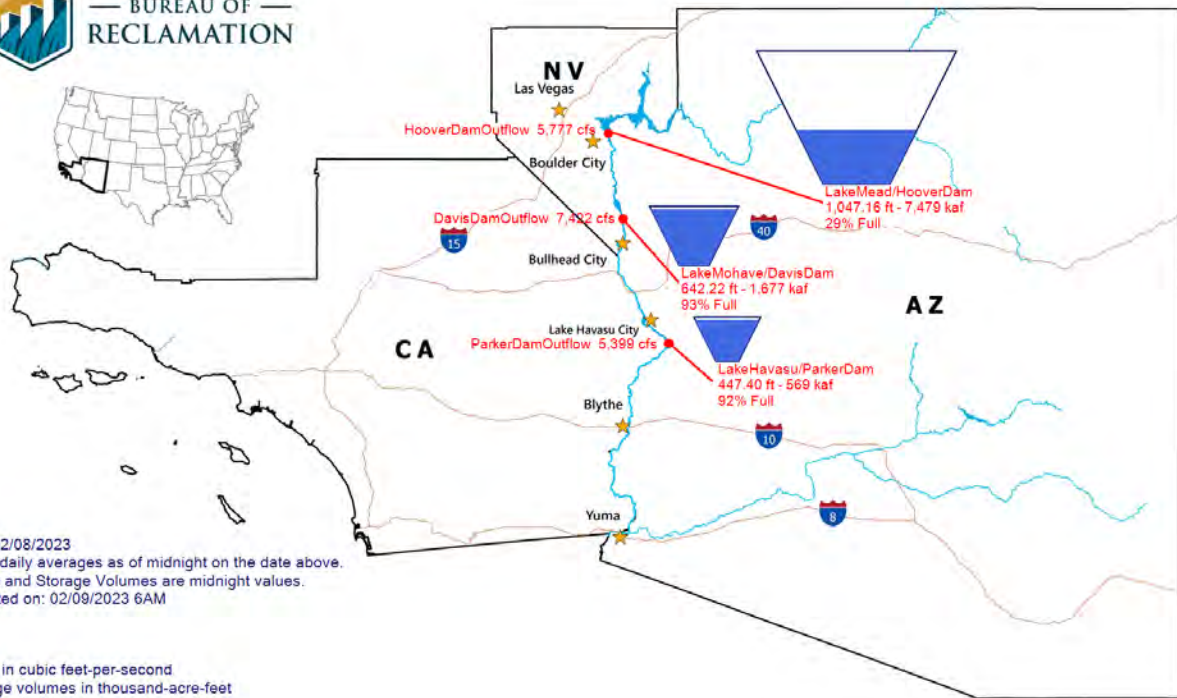 BUREAU OF
RECLAMATION
NV
Las Vegas
HooverDamOutflow 5,777 cfs
Boulder City
LakeMead/HooverDam
1,047.16 ft - 7,479 kaf
29% Full
DavisDamOutflow 7,422 cfs
15
40
Bullhead City
LakeMohave/DavisDam
642.22 ft - 1,677 kaf
93% Full
AZ
Lake Havasu City
CA
ParkerDamOutflow 5,399 cfs
LakeHavasu/ParkerDam
447.40 ft - 569 kaf
92% Full
Blythe
10
Yuma
8
2/08/2023
daily averages as of midnight on the date above.
and Storage Volumes are midnight values.
ted on: 02/09/2023 6AM
in cubic feet-per-second
ge volumes in thousand-acre-feet